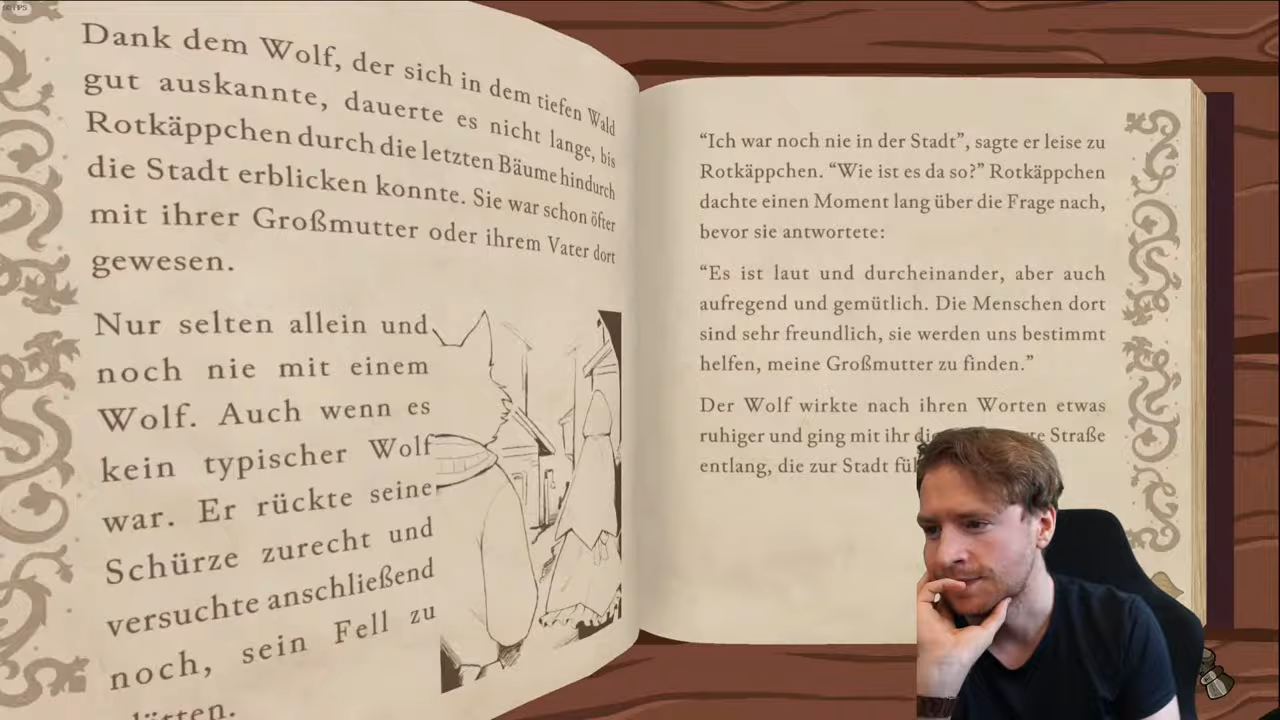 Dank dem Wolf, der sich in dem tiefen Wald
gut auskannte, dauerte es nicht lange, bis
Rotkäppchen durch die letzten Bäume hindurch
die Stadt erblicken konnte. Sie war schon öfter
mit ihrer Großmutter oder ihrem Vater dort
gewesen.
Nur selten allein und
noch nie mit einem
Wolf. Auch wenn es
kein typischer Wolf
war. Er rückte seine
Schürze zurecht und
versuchte anschließend
noch, sein Fell zu
“Ich war noch nie in der Stadt”, sagte er leise zu
Rotkäppchen. “Wie ist es da so?” Rotkäppchen
dachte einen Moment lang über die Frage nach,
bevor sie antwortete:
“Es ist laut und durcheinander, aber auch
aufregend und gemütlich. Die Menschen dort
sind sehr freundlich, sie werden uns bestimmt
helfen, meine Großmutter zu finden.”
Der Wolf wirkte nach ihren Worten etwas
ruhiger und ging mit ihr Straße
entlang, die zur Stadt